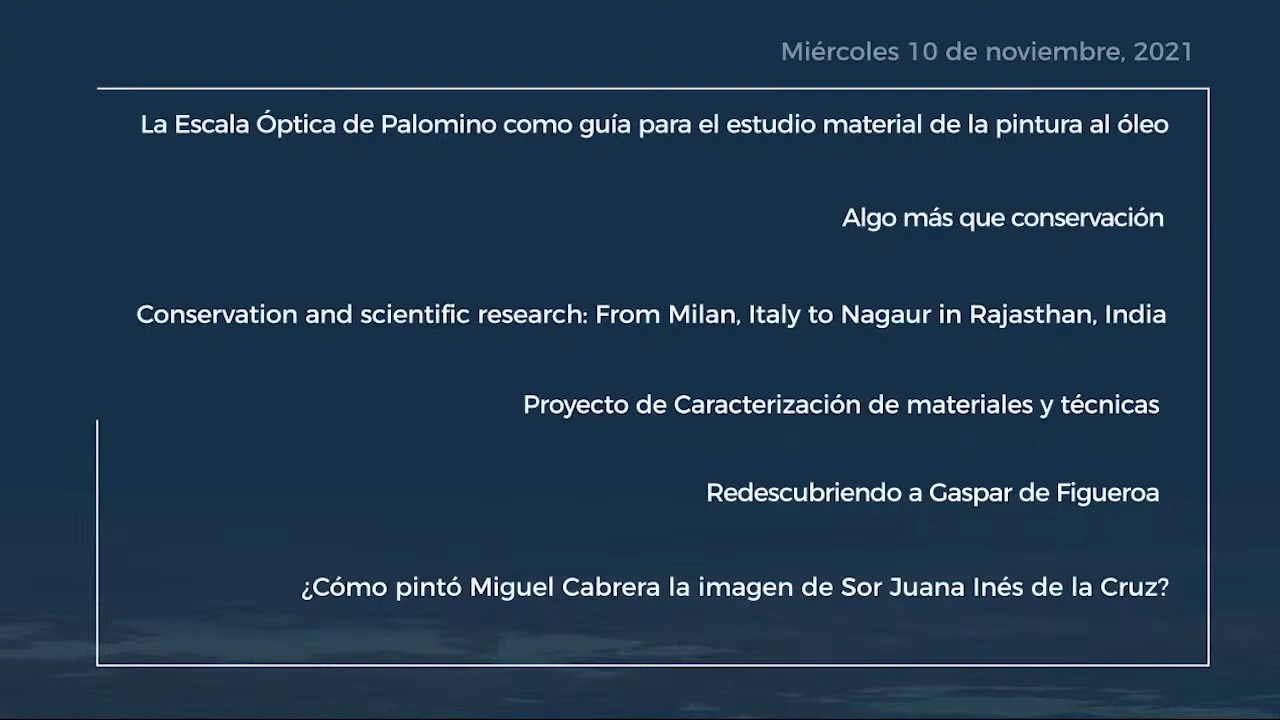 Miércoles 10 de noviembre, 2021
La Escala Óptica de Palomino como guía para el estudio material de la pintura al óleo
Algo más que conservación
Conservation and scientific research: From Milan, Italy to Nagaur in Rajasthan, India
Proyecto de Caracterización de materiales y técnicas
Redescubriendo a Gaspar de Figueroa
¿Cómo pintó Miguel Cabrera la imagen de Sor Juana Inés de la Cruz?